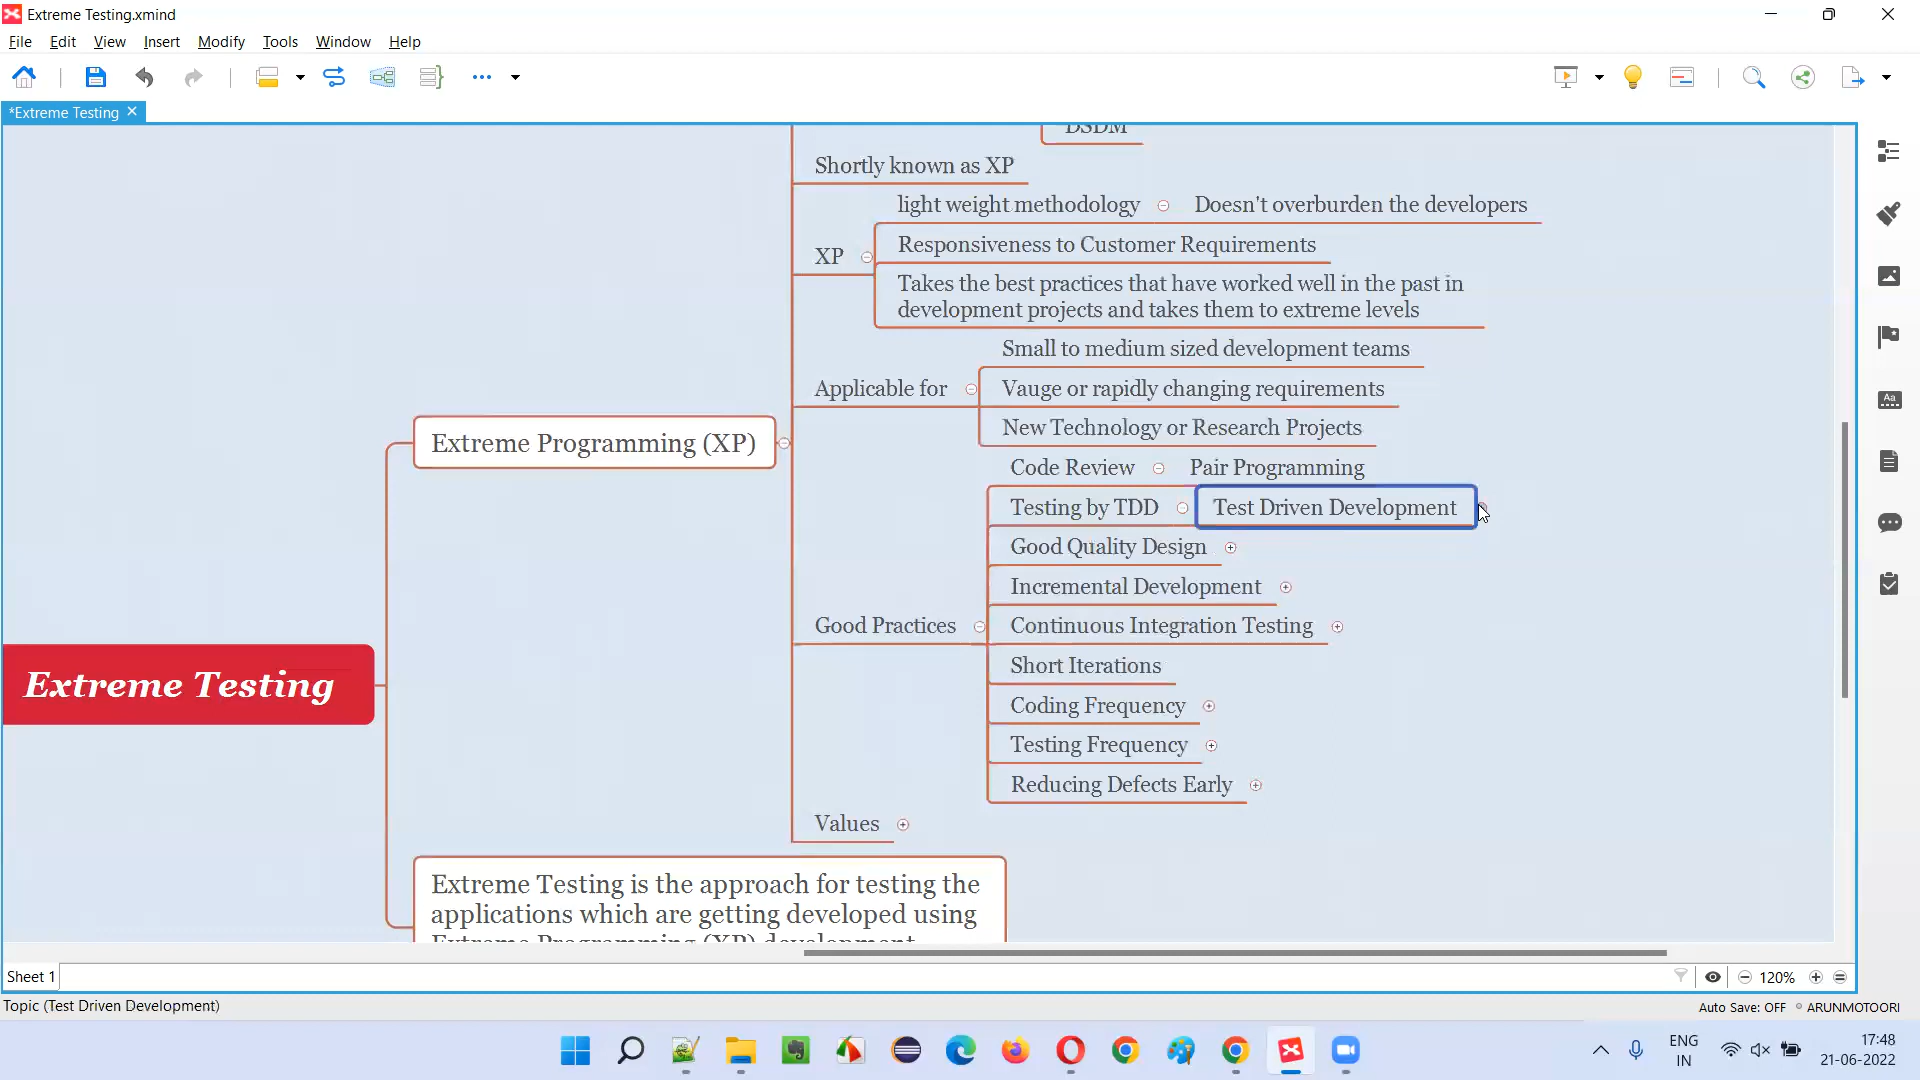 Extreme Testing.xmind
File Edit View Insert Modify Tools Window Help
*Extreme Testing
DSDM
Shortly known as XP
light weight methodology Doesn't overburden the developers
XP
Responsiveness to Customer Requirements
Takes the best practices that have worked well in the past in
development projects and takes them to extreme levels
Small to medium sized development teams
Applicable for
Vauge or rapidly changing requirements
New Technology or Research Projects
Extreme Programming (XP)
Code Review Pair Programming
Testing by TDD Test Driven Development
Good Quality Design
Incremental Development
Good Practices
Continuous Integration Testing
Short Iterations
Coding Frequency
Testing Frequency
Reducing Defects Early
Values
Extreme Testing
Extreme Testing is the approach for testing the
applications which are getting developed using
Extreme Programming (XP) development
Sheet 1
120%
Topic (Test Driven Development)
Auto Save: OFF ARUNMOTOORI
ENG
IN
17:48
21-06-2022